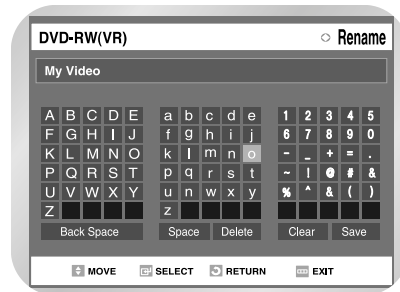 DVD-RW(VR) Rename
My Video
A B C D E a b c d e 1 2 3 4 5
F G H I J f g h i j 6 7 8 9 0
K L M N O k l m n o - _ + = .
P Q R S T p q r s t ~ ! @ # &
U V W X Y u n w x y % ^ & ( )
Z z
Back Space Space Delete Clear Save
MOVE SELECT RETURN EXIT